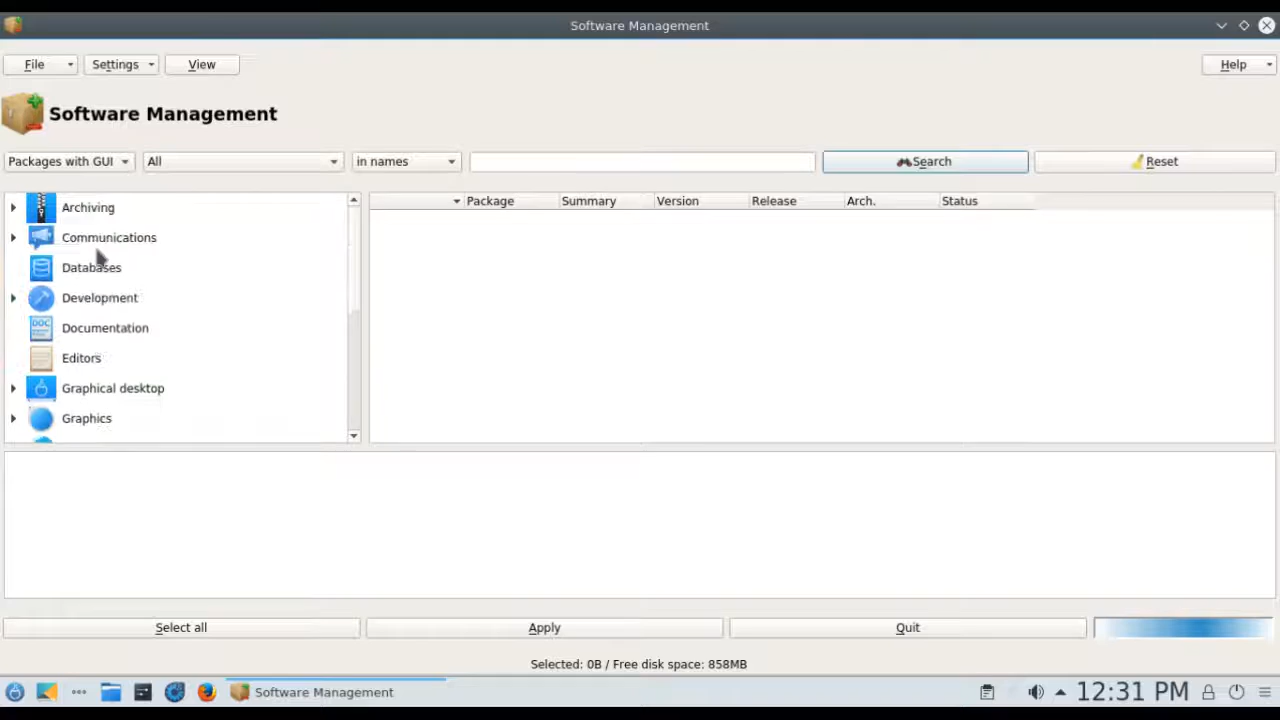 Software Management
File Settings View Help
Software Management
Packages with GUI All in names Search Reset
Archiving
Communications
Databases
Development
Documentation
DOC
Editors
Graphical desktop
Graphics
Package Summary Version Release Arch. Status
Select all Apply Quit
Selected: 0B / Free disk space: 858MB
Software Management 12:31 PM